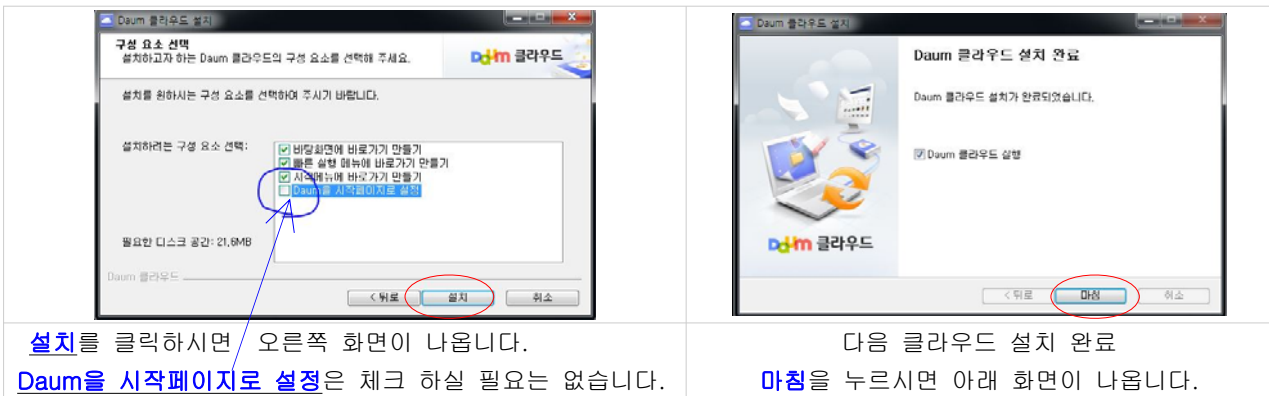 Daum 클라우드 설치
구성 요소 선택
설치하고자 하는 Daum 클라우드의 구성 요소를 선택해 주세요.
Daum 클라우드
설치를 원하시는 구성 요소를 선택하여 주시기 바랍니다.
설치하려는 구성 요소 선택:
바탕화면에 바로가기 만들기
빠른 실행 메뉴에 바로가기 만들기
시작메뉴에 바로가기 만들기
Daum을 시작페이지로 설정
필요한 디스크 공간: 21.6MB
Daum 클라우드
< 뒤로
설치
취소
설치를 클릭하시면 오른쪽 화면이 나옵니다.
Daum을 시작페이지로 설정은 체크 하실 필요는 없습니다.
Daum 클라우드 설치
Daum 클라우드 설치 완료
Daum 클라우드 설치가 완료되었습니다.
Daum 클라우드 실행
Daum 클라우드
< 뒤로
마침
취소
다음 클라우드 설치 완료
마침을 누르시면 아래 화면이 나옵니다.